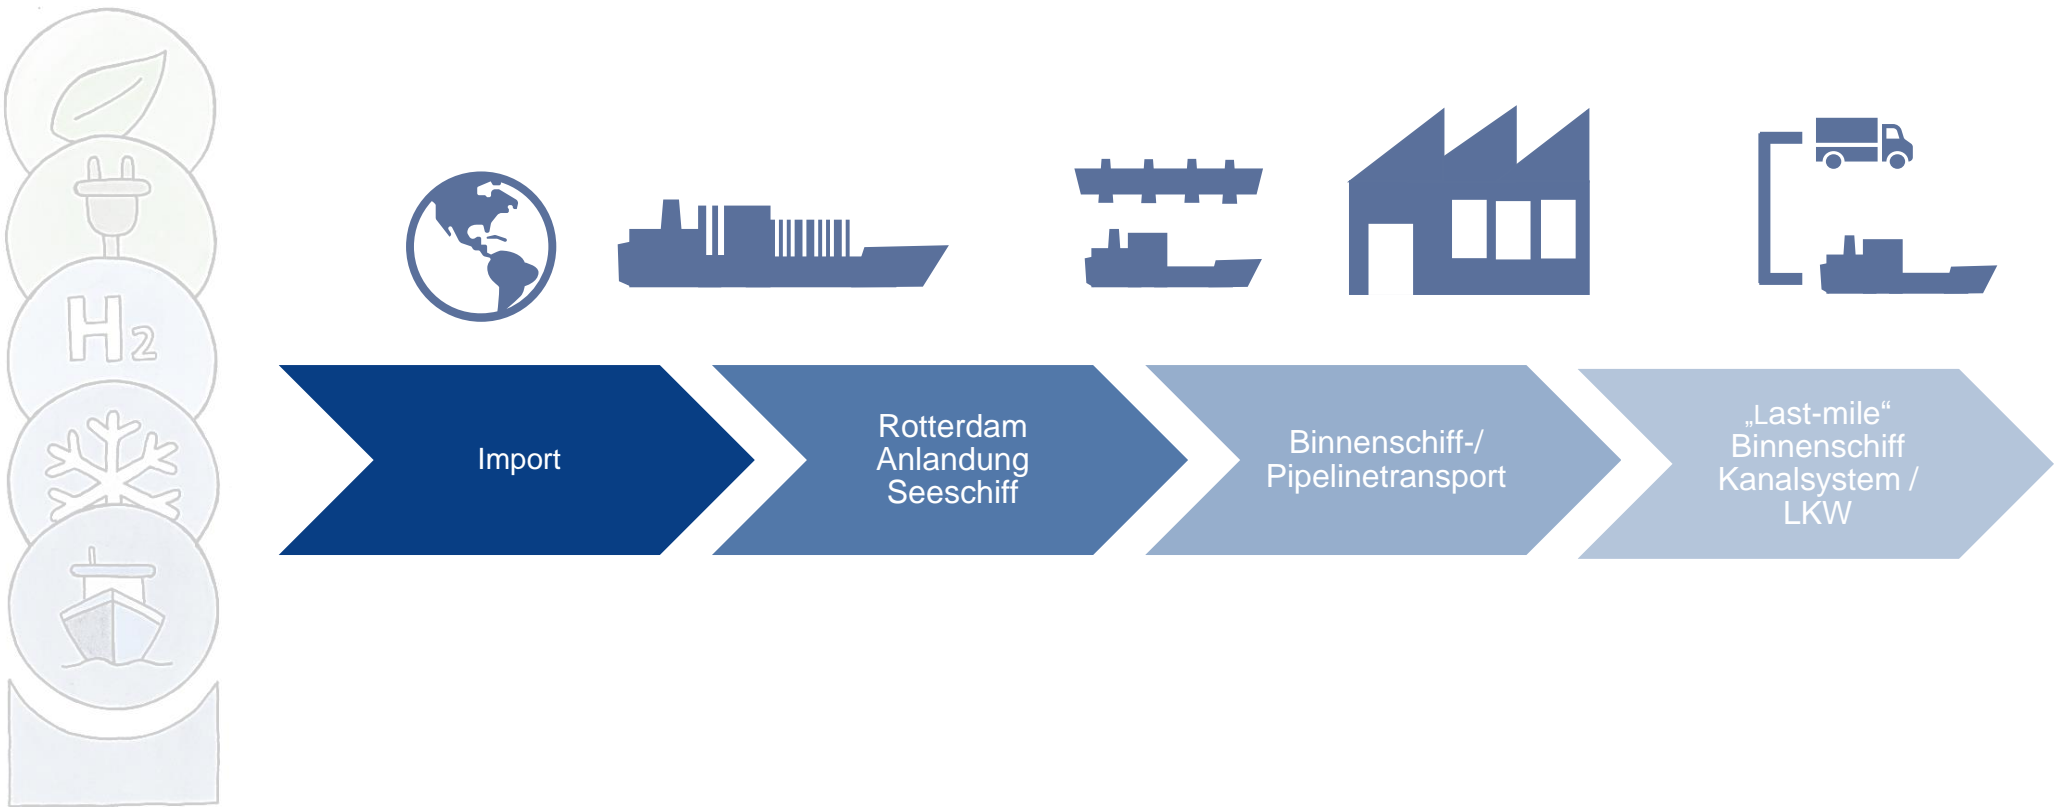 H2
Import
Rotterdam
Anlandung
Seeschiff
Binnenschiff-/
Pipelinetransport
„Last-mile“
Binnenschiff
Kanalsystem /
LKW